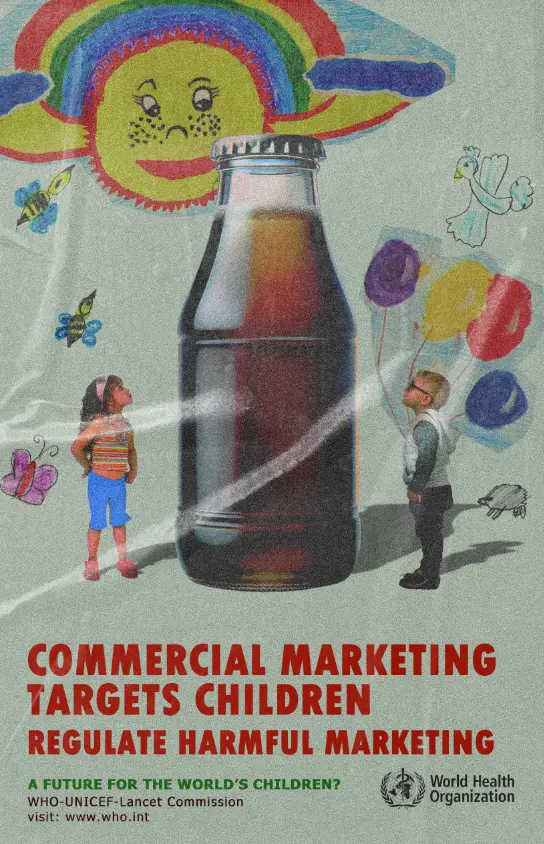 COMMERCIAL MARKETING
TARGETS CHILDREN
REGULATE HARMFUL MARKETING
A FUTURE FOR THE WORLD'S CHILDREN?
WHO-UNICEF-Lancet Commission
visit: www.who.int
World Health
Organization